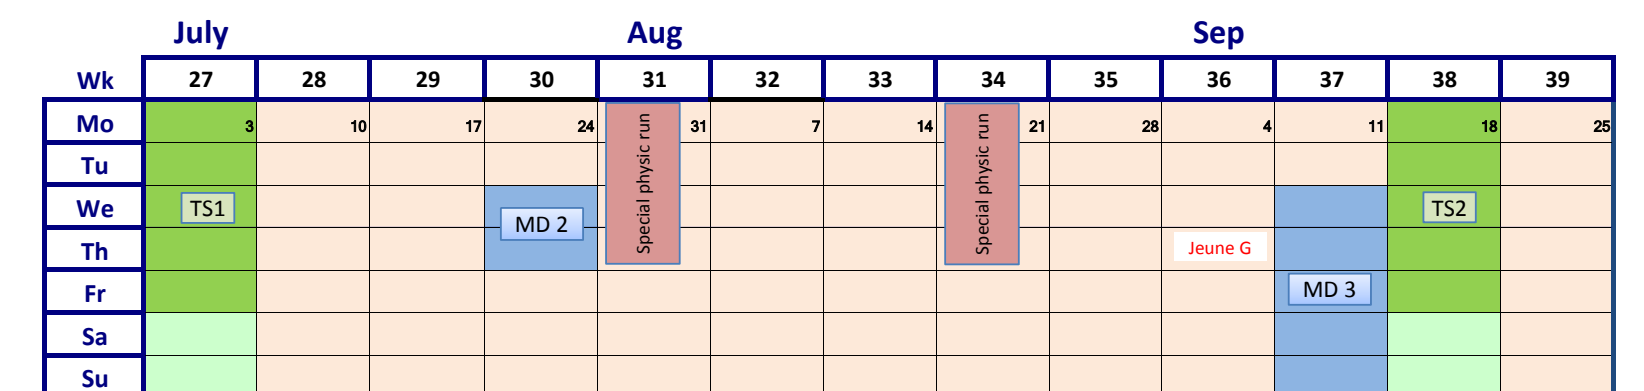 July Aug Sep
Wk 27 28 29 30 31 32 33 34 35 36 37 38 39
Mo 3 10 17 24 31 7 14 21 28 4 11 18 25
Special physic run Special physic run
Tu
We TS1 MD 2 TS2
Th Jeune G
Fr MD 3
Sa
Su